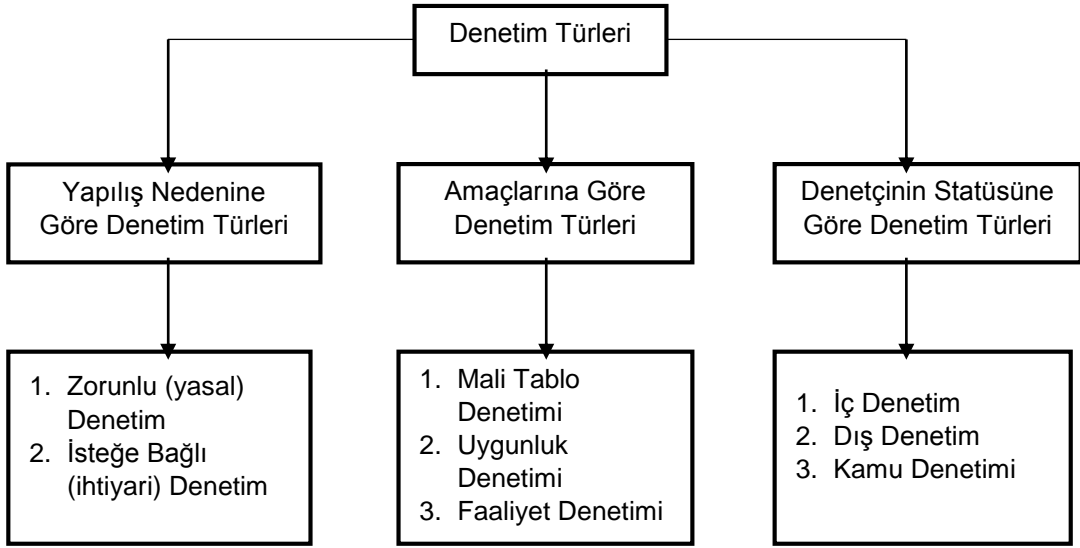 Denetim Türleri
Yapılış Nedenine
Göre Denetim Türleri
Amaçlarına Göre
Denetim Türleri
Denetçinin Statüsüne
Göre Denetim Türleri
1. Zorunlu (yasal)
Denetim
2. İsteğe Bağlı
(ihtiyari) Denetim
1. Mali Tablo
Denetimi
2. Uygunluk
Denetimi
3. Faaliyet Denetimi
1. İç Denetim
2. Dış Denetim
3. Kamu Denetimi